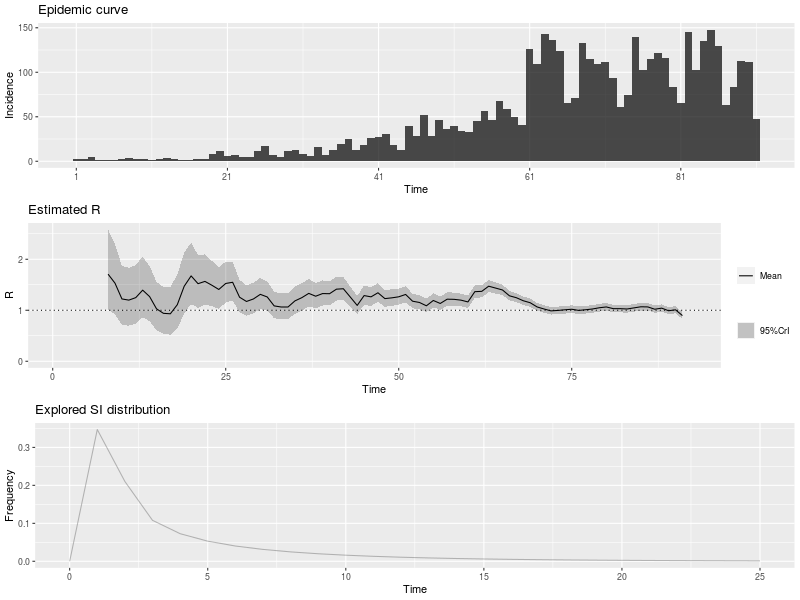 Epidemic curve
Incidence
150
100
50
0
1 21 41 61 81
Time
Estimated R
R
2
1
0
0 25 50 75
Time
Mean
95%CrI
Explored SI distribution
Frequency
0.3
0.2
0.1
0.0
0 5 10 15 20 25
Time